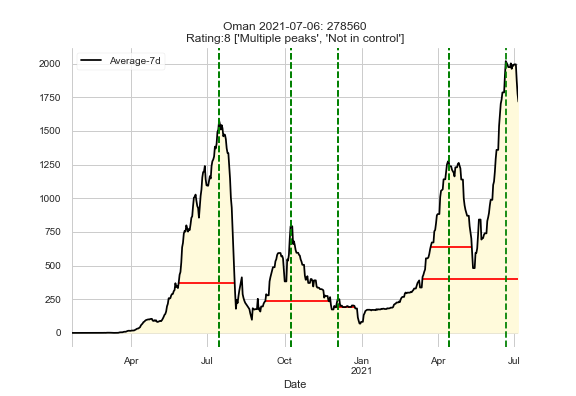 Oman 2021-07-06: 278560
Rating:8 ['Multiple peaks', 'Not in control']
Average-7d
2000
1750
1500
1250
1000
750
500
250
0
Apr
Jul
Oct
Jan
2021
Apr
Jul
Date